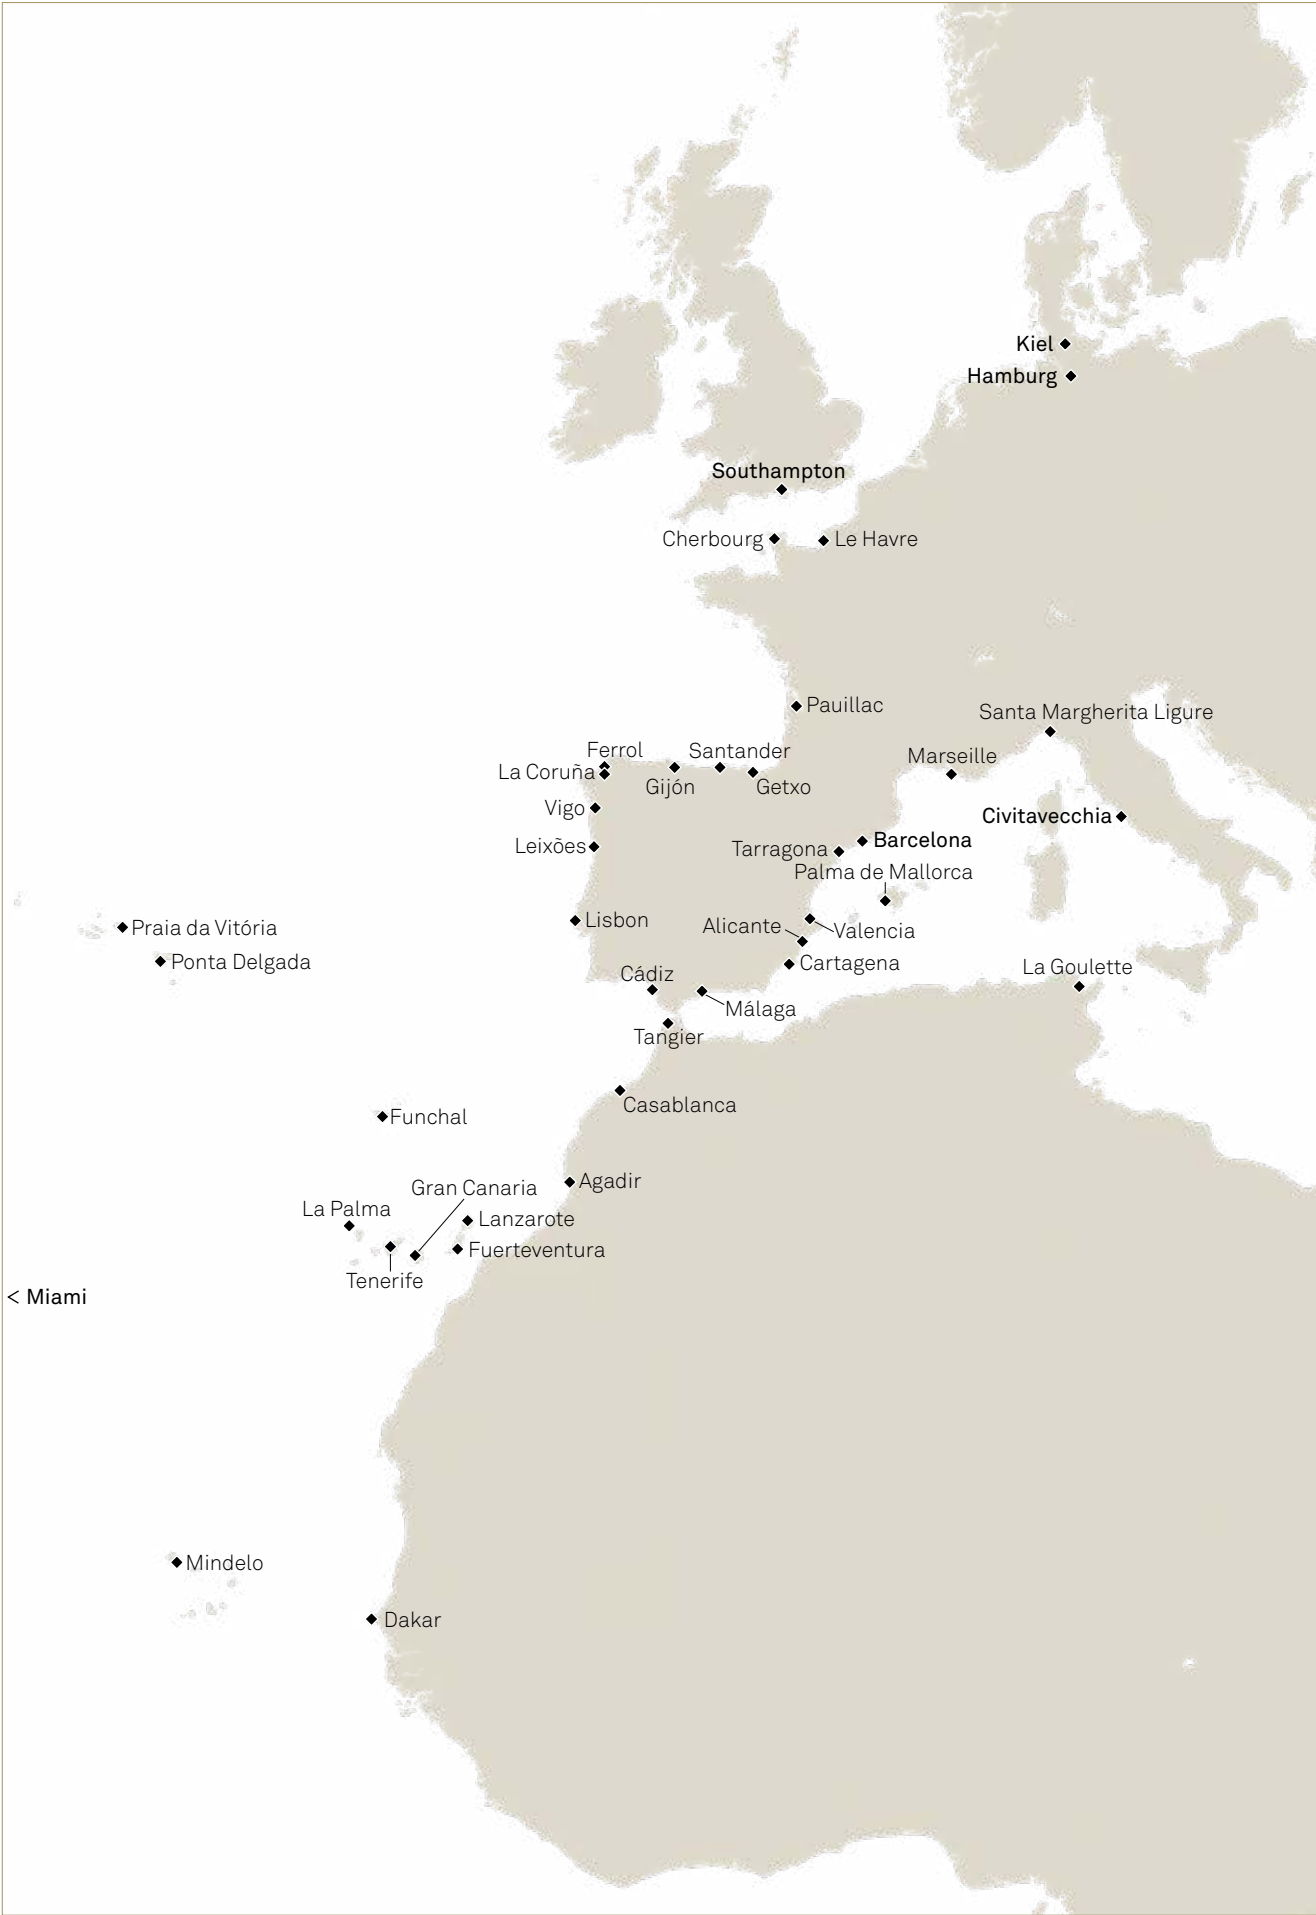 Kiel
Hamburg
Southampton
Cherbourg
Le Havre
Pauillac
Santa Margherita Ligure
Ferrol
Santander
Marseille
La Coruña
Gijón
Getxo
Vigo
Civitavecchia
Leixões
Tarragona
Barcelona
Palma de Mallorca
Praia da Vitória
Lisbon
Alicante
Valencia
Ponta Delgada
Cartagena
La Goulette
Cádiz
Málaga
Tangier
Casablanca
Funchal
Agadir
Gran Canaria
La Palma
Lanzarote
Fuerteventura
Tenerife
< Miami
Mindelo
Dakar